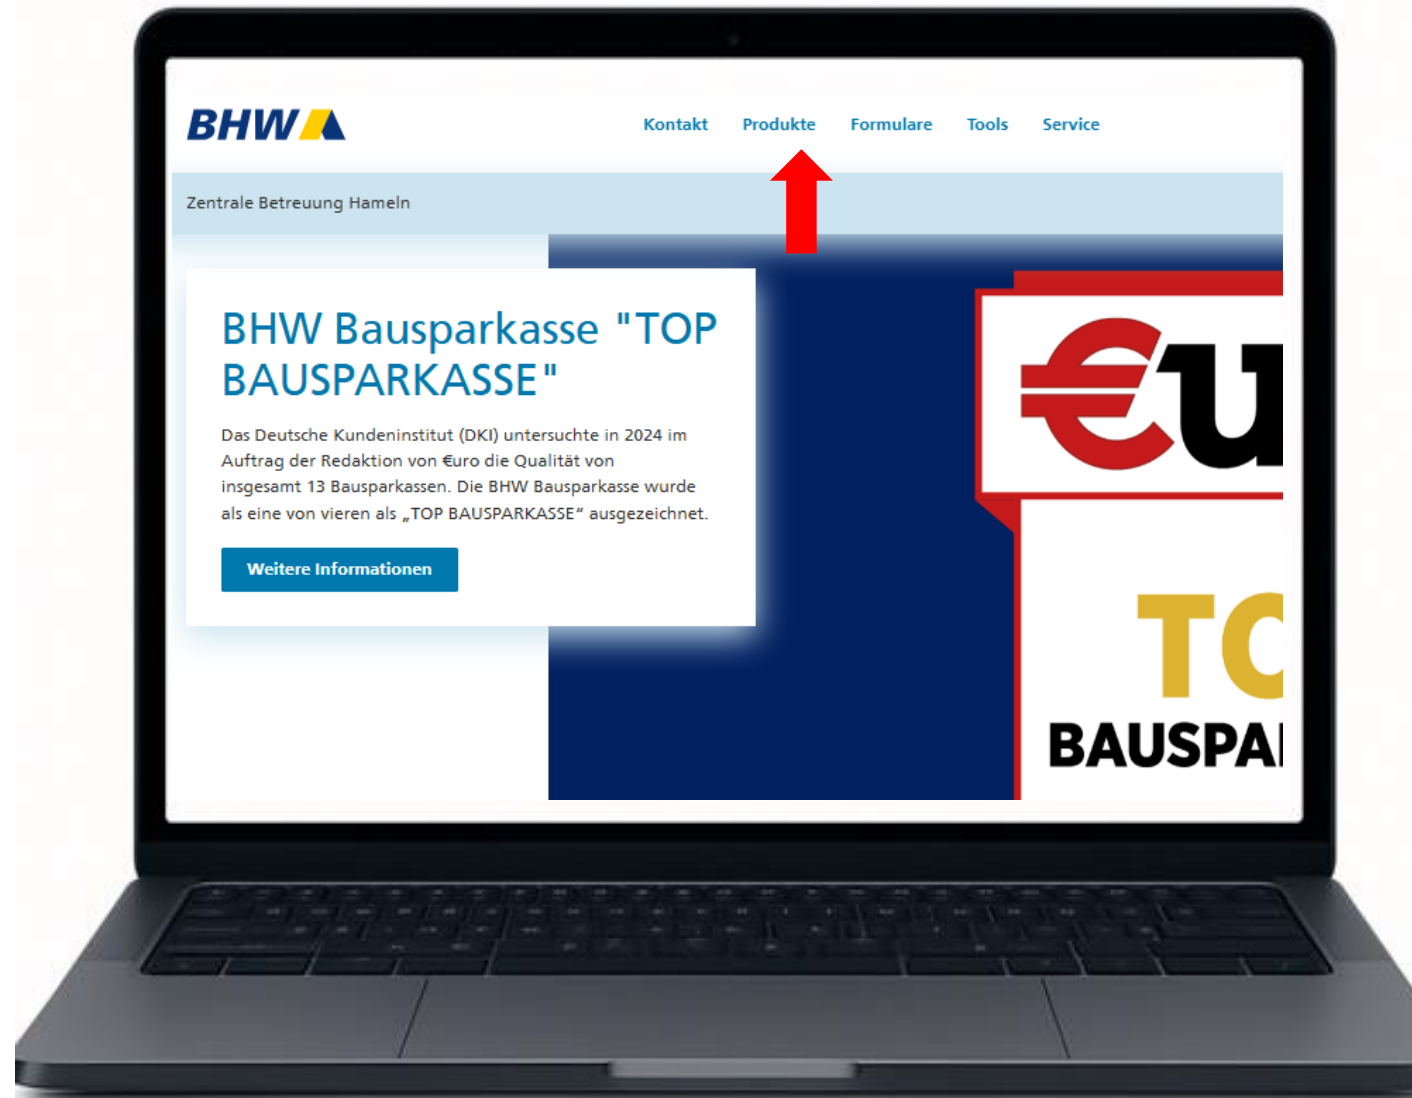 BHW
Kontakt Produkte Formulare Tools Service
Zentrale Betreuung Hameln
BHW Bausparkasse "TOP
BAUSPARKASSE"
Das Deutsche Kundeninstitut (DKI) untersuchte in 2024 im
Auftrag der Redaktion von €uro die Qualität von
insgesamt 13 Bausparkassen. Die BHW Bausparkasse wurde
als eine von vieren als „TOP BAUSPARKASSE“ ausgezeichnet.
Weitere Informationen
€u
TO
BAUSPA